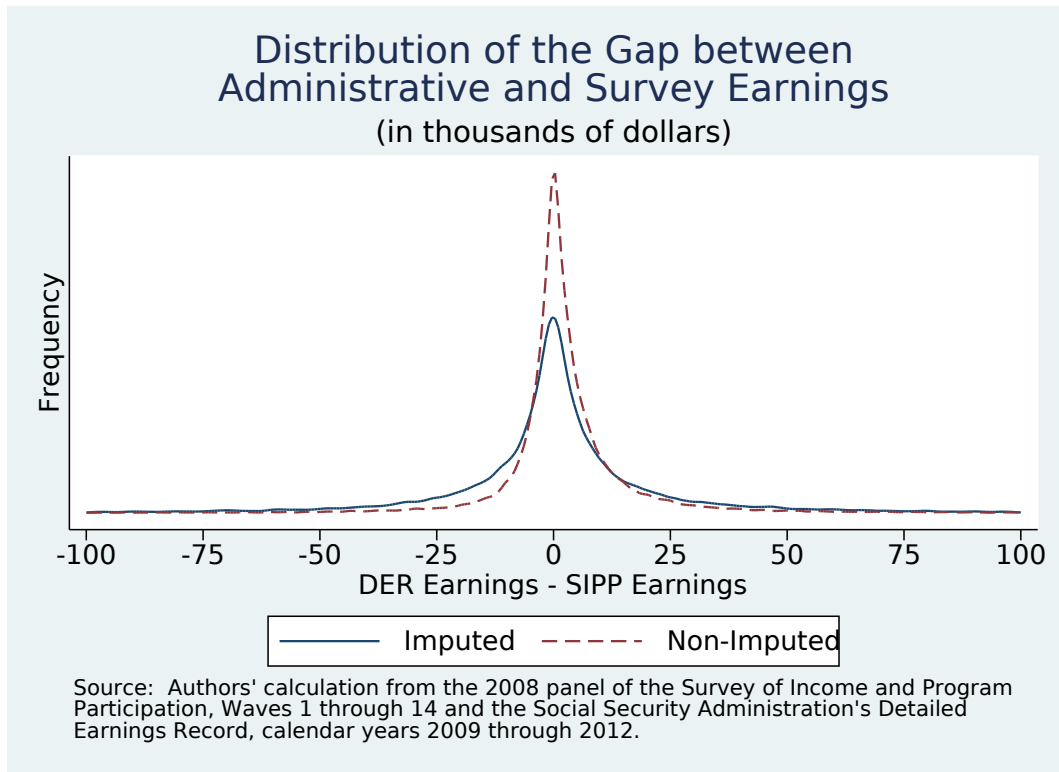 Distribution of the Gap between
Administrative and Survey Earnings
(in thousands of dollars)
Frequency
-100 -75 -50 -25 0 25 50 75 100
DER Earnings - SIPP Earnings
Imputed Non-Imputed
Source:  Authors' calculation from the 2008 panel of the Survey of Income and Program
Participation, Waves 1 through 14 and the Social Security Administration's Detailed
Earnings Record, calendar years 2009 through 2012.